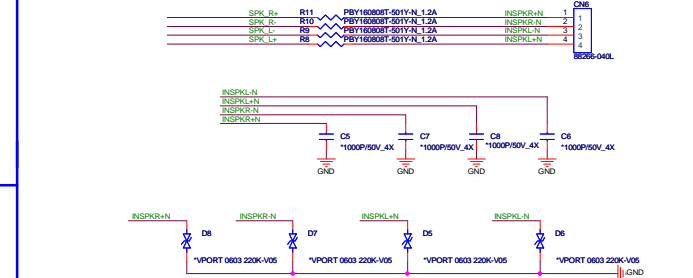 CN6
SPK_R+ R11 PBY160808T-501Y-N_1.2A INSPKR+N 1 1
SPK_R- R10 PBY160808T-501Y-N_1.2A INSPKR-N 2 2
SPK_L- R9 PBY160808T-501Y-N_1.2A INSPKL-N 3 3
SPK_L+ R8 PBY160808T-501Y-N_1.2A INSPKL+N 4 4
88266-040L
INSPKL-N
INSPKL+N
INSPKR-N
INSPKR+N
C5 C7 C8 C6
*1000P/50V_4X *1000P/50V_4X *1000P/50V_4X *1000P/50V_4X
GND GND GND GND
INSPKR+N INSPKR-N INSPKL+N INSPKL-N
D8 D7 D5 D6
*VPORT 0603 220K-V05 *VPORT 0603 220K-V05 *VPORT 0603 220K-V05 *VPORT 0603 220K-V05
GND